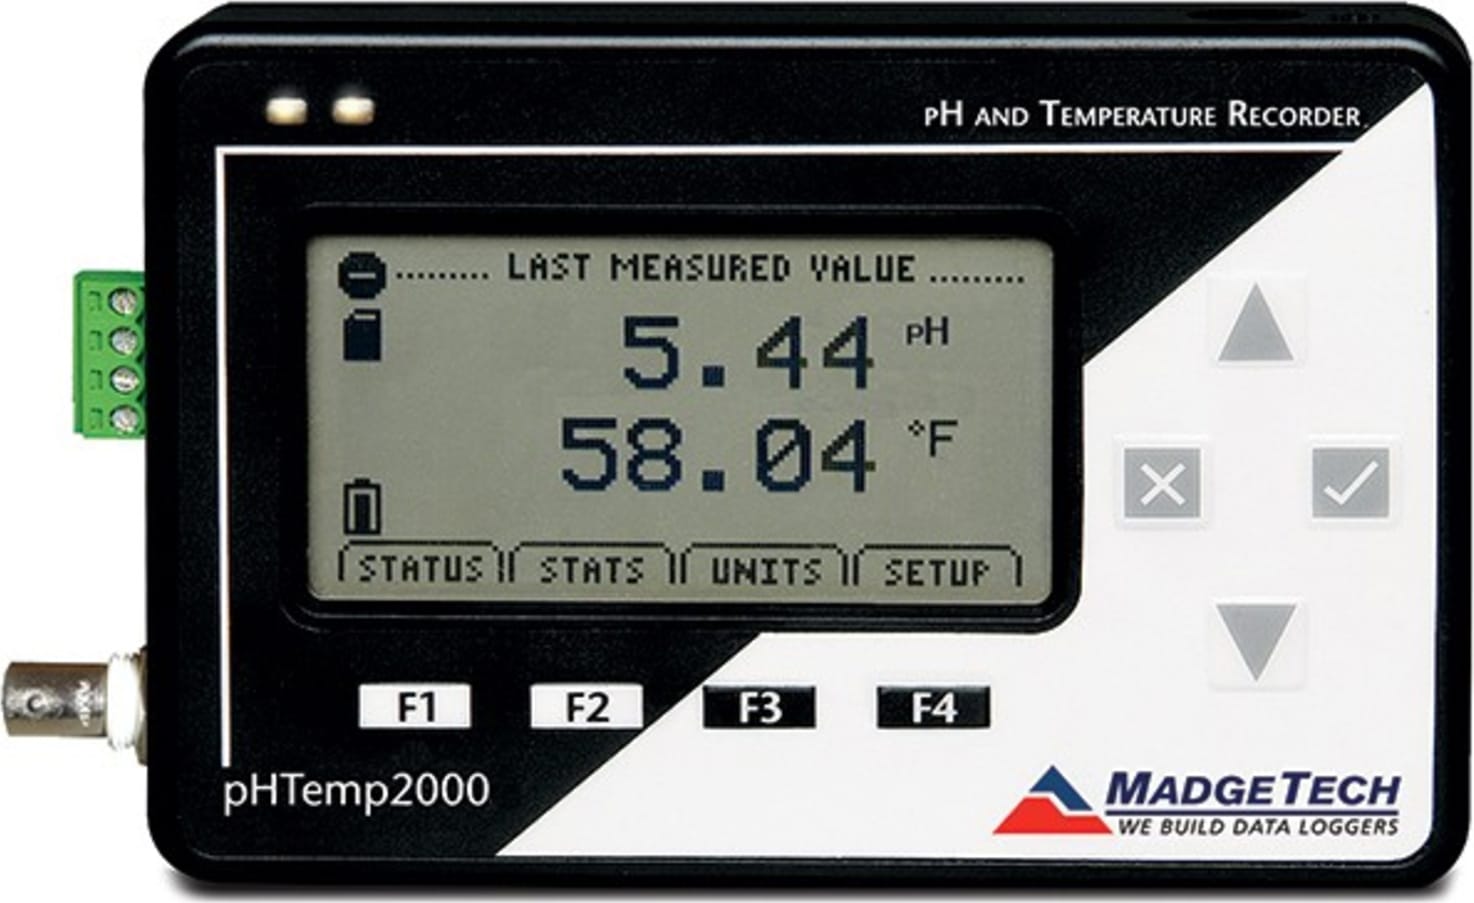 pH and Temperature Recorder
......... LAST MEASURED VALUE .........
5.44 pH
58.04 °F
STATUS STATS UNITS SETUP
F1 F2 F3 F4
pHTemp2000
MADGETECH
WE BUILD DATA LOGGERS